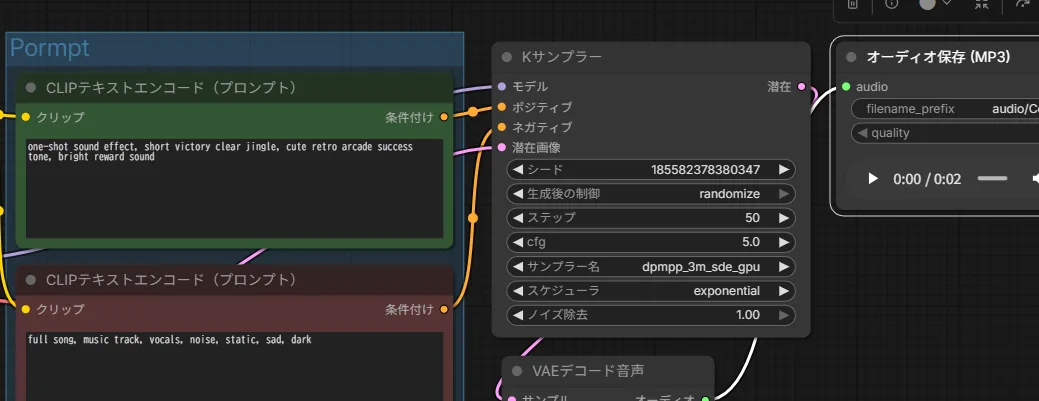 Pormpt
CLIPテキストエンコード（プロンプト）
クリップ
条件付け
one-shot sound effect, short victory clear jingle, cute retro arcade success
tone, bright reward sound
CLIPテキストエンコード（プロンプト）
クリップ
条件付け
full song, music track, vocals, noise, static, sad, dark
Kサンプラー
モデル
潜在
ポジティブ
ネガティブ
潜在画像
シード 185582378380347
生成後の制御 randomize
ステップ 50
cfg 5.0
サンプラー名 dpmpp_3m_sde_gpu
スケジューラ exponential
ノイズ除去 1.00
VAEデコード音声
サンプル
オーディオ
オーディオ保存 (MP3)
audio
filename_prefix audio/Co
quality
0:00 / 0:02